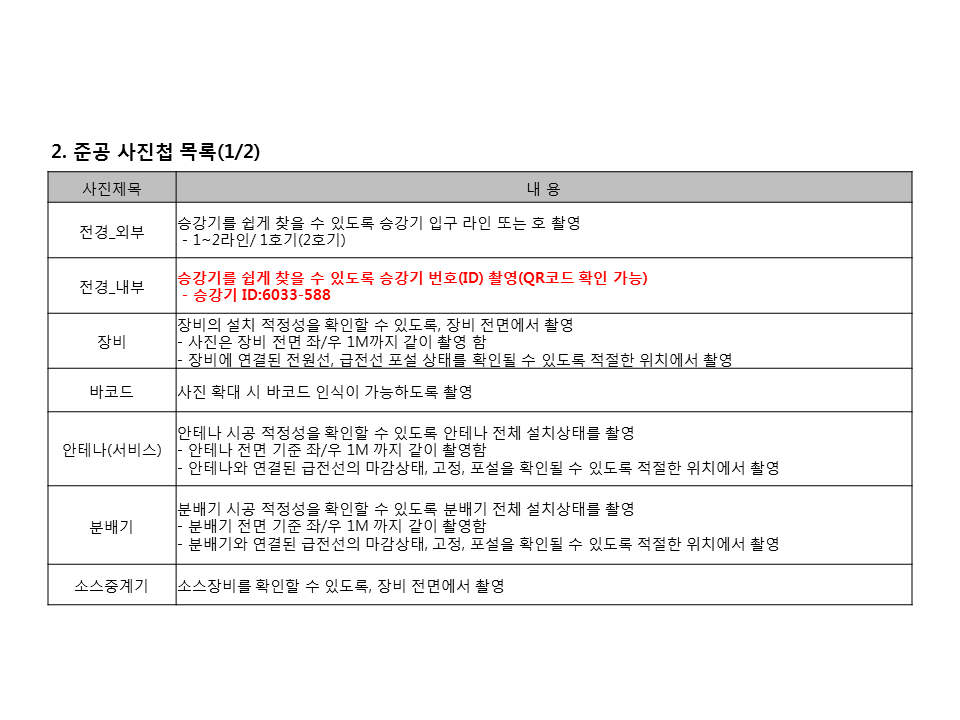 2. 준공 사진첩 목록(1/2)
사진제목
내 용
전경_외부
승강기를 쉽게 찾을 수 있도록 승강기 입구 라인 또는 호 촬영
- 1~2라인/ 1호기(2호기)
전경_내부
승강기를 쉽게 찾을 수 있도록 승강기 번호(ID) 촬영(QR코드 확인 가능)
- 승강기 ID:6033-588
장비
장비의 설치 적정성을 확인할 수 있도록, 장비 전면에서 촬영
- 사진은 장비 전면 좌/우 1M까지 같이 촬영 함
- 장비에 연결된 전원선, 급전선 포설 상태를 확인될 수 있도록 적절한 위치에서 촬영
바코드
사진 확대 시 바코드 인식이 가능하도록 촬영
안테나(서비스)
안테나 시공 적정성을 확인할 수 있도록 안테나 전체 설치상태를 촬영
- 안테나 전면 기준 좌/우 1M 까지 같이 촬영함
- 안테나와 연결된 급전선의 마감상태, 고정, 포설을 확인될 수 있도록 적절한 위치에서 촬영
분배기
분배기 시공 적정성을 확인할 수 있도록 분배기 전체 설치상태를 촬영
- 분배기 전면 기준 좌/우 1M 까지 같이 촬영함
- 분배기와 연결된 급전선의 마감상태, 고정, 포설을 확인될 수 있도록 적절한 위치에서 촬영
소스중계기
소스장비를 확인할 수 있도록, 장비 전면에서 촬영